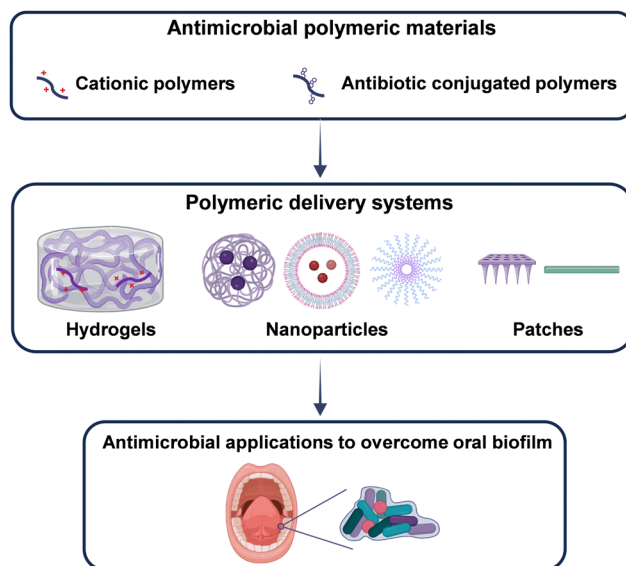 Antimicrobial polymeric materials
Cationic polymers
Antibiotic conjugated polymers
Polymeric delivery systems
Hydrogels
Nanoparticles
Patches
Antimicrobial applications to overcome oral biofilm